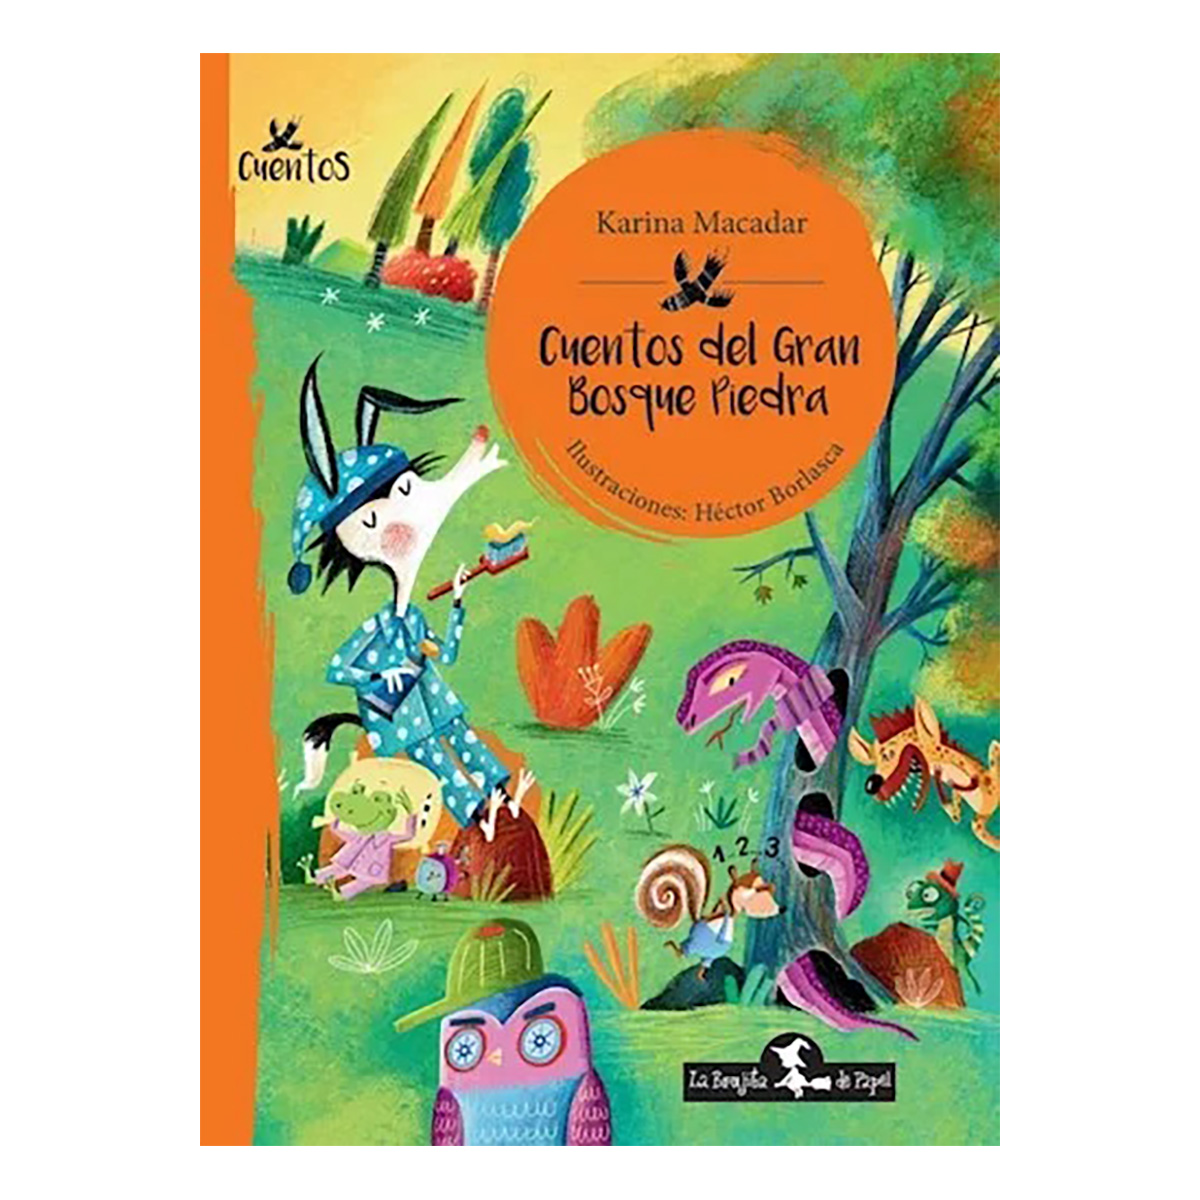 Cuentos
Karina Macadar
Cuentos del Gran
Bosque Piedra
Ilustraciones: Héctor Borlasca
1..2..3
La Brujita de Papel